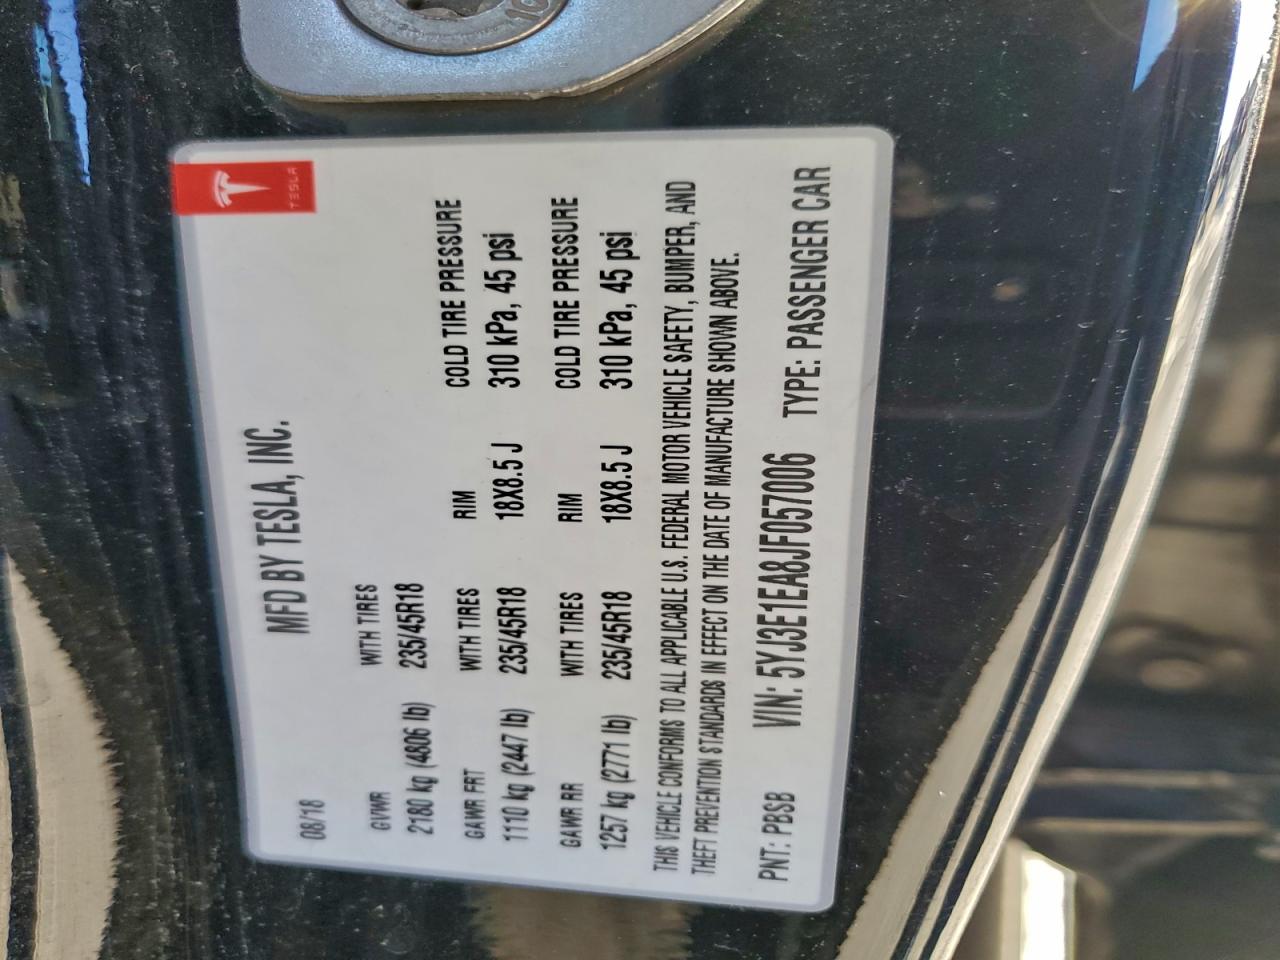 TESLA
MFD BY TESLA, INC.
08/18
GVWR WITH TIRES
2180 kg (4806 lb) 235/45R18
GAWR FRT WITH TIRES RIM COLD TIRE PRESSURE
1110 kg (2447 lb) 235/45R18 18X8.5 J 310 kPa, 45 psi
GAWR RR WITH TIRES RIM COLD TIRE PRESSURE
1257 kg (2771 lb) 235/45R18 18X8.5 J 310 kPa, 45 psi
THIS VEHICLE CONFORMS TO ALL APPLICABLE U.S. FEDERAL MOTOR VEHICLE SAFETY, BUMPER, AND
THEFT PREVENTION STANDARDS IN EFFECT ON THE DATE OF MANUFACTURE SHOWN ABOVE.
PNT: PBSB VIN: 5YJ3E1EA8JF057006 TYPE: PASSENGER CAR